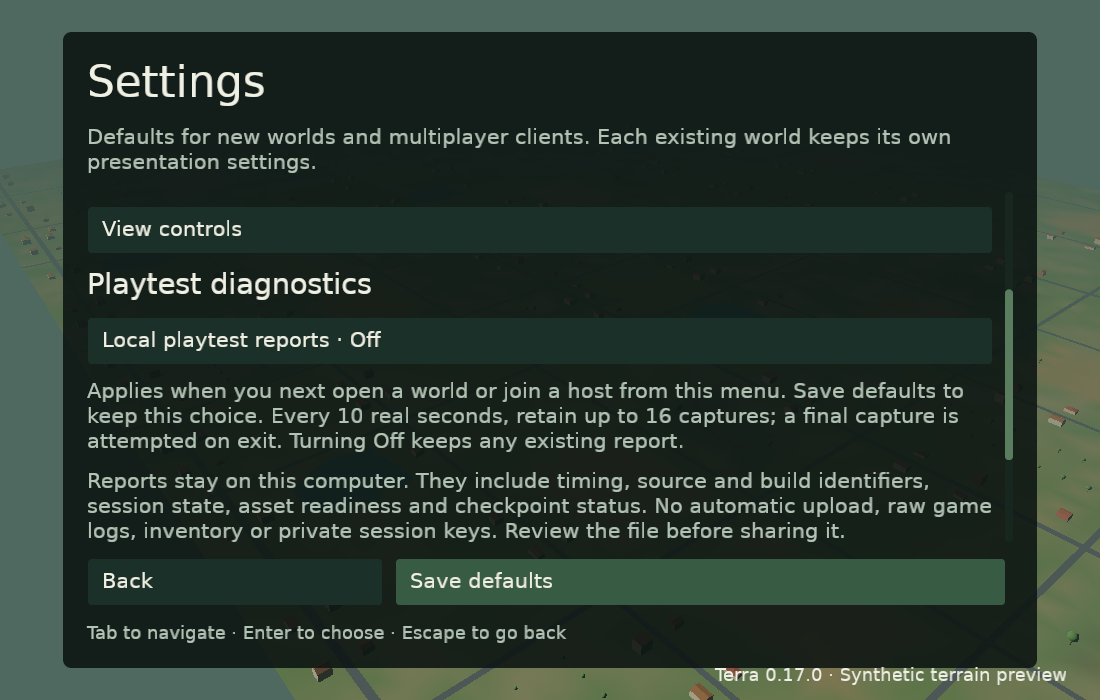 Settings
Defaults for new worlds and multiplayer clients. Each existing world keeps its own
presentation settings.
View controls
Playtest diagnostics
Local playtest reports · Off
Applies when you next open a world or join a host from this menu. Save defaults to
keep this choice. Every 10 real seconds, retain up to 16 captures; a final capture is
attempted on exit. Turning Off keeps any existing report.
Reports stay on this computer. They include timing, source and build identifiers,
session state, asset readiness and checkpoint status. No automatic upload, raw game
logs, inventory or private session keys. Review the file before sharing it.
Back
Save defaults
Tab to navigate · Enter to choose · Escape to go back
Terra 0.17.0 · Synthetic terrain preview